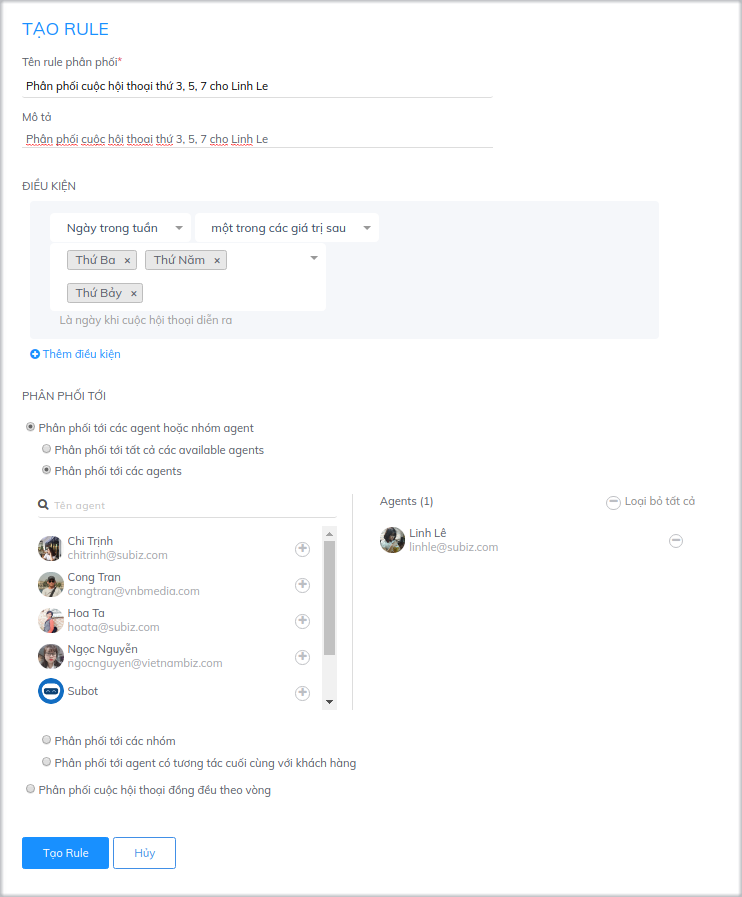 TẠO RULE
Tên rule phân phối*
Phân phối cuộc hội thoại thứ 3, 5, 7 cho Linh Le
Mô tả
Phân phối cuộc hội thoại thứ 3, 5, 7 cho Linh Le
ĐIỀU KIỆN
Ngày trong tuần một trong các giá trị sau
Thứ Ba × Thứ Năm ×
Thứ Bảy ×
Là ngày khi cuộc hội thoại diễn ra
Thêm điều kiện
PHÂN PHỐI TỚI
Phân phối tới các agent hoặc nhóm agent
Phân phối tới tất cả các available agents
Phân phối tới các agents
Tên agent
Chi Trịnh
chitrinh@subiz.com
Cong Tran
congtran@vnbmedia.com
Hoa Ta
hoata@subiz.com
Ngọc Nguyễn
ngocnguyen@vietnambiz.com
Subot
Agents (1) Loại bỏ tất cả
Linh Lê
linhle@subiz.com
Phân phối tới các nhóm
Phân phối tới agent có tương tác cuối cùng với khách hàng
Phân phối cuộc hội thoại đồng đều theo vòng
Tạo Rule Hủy